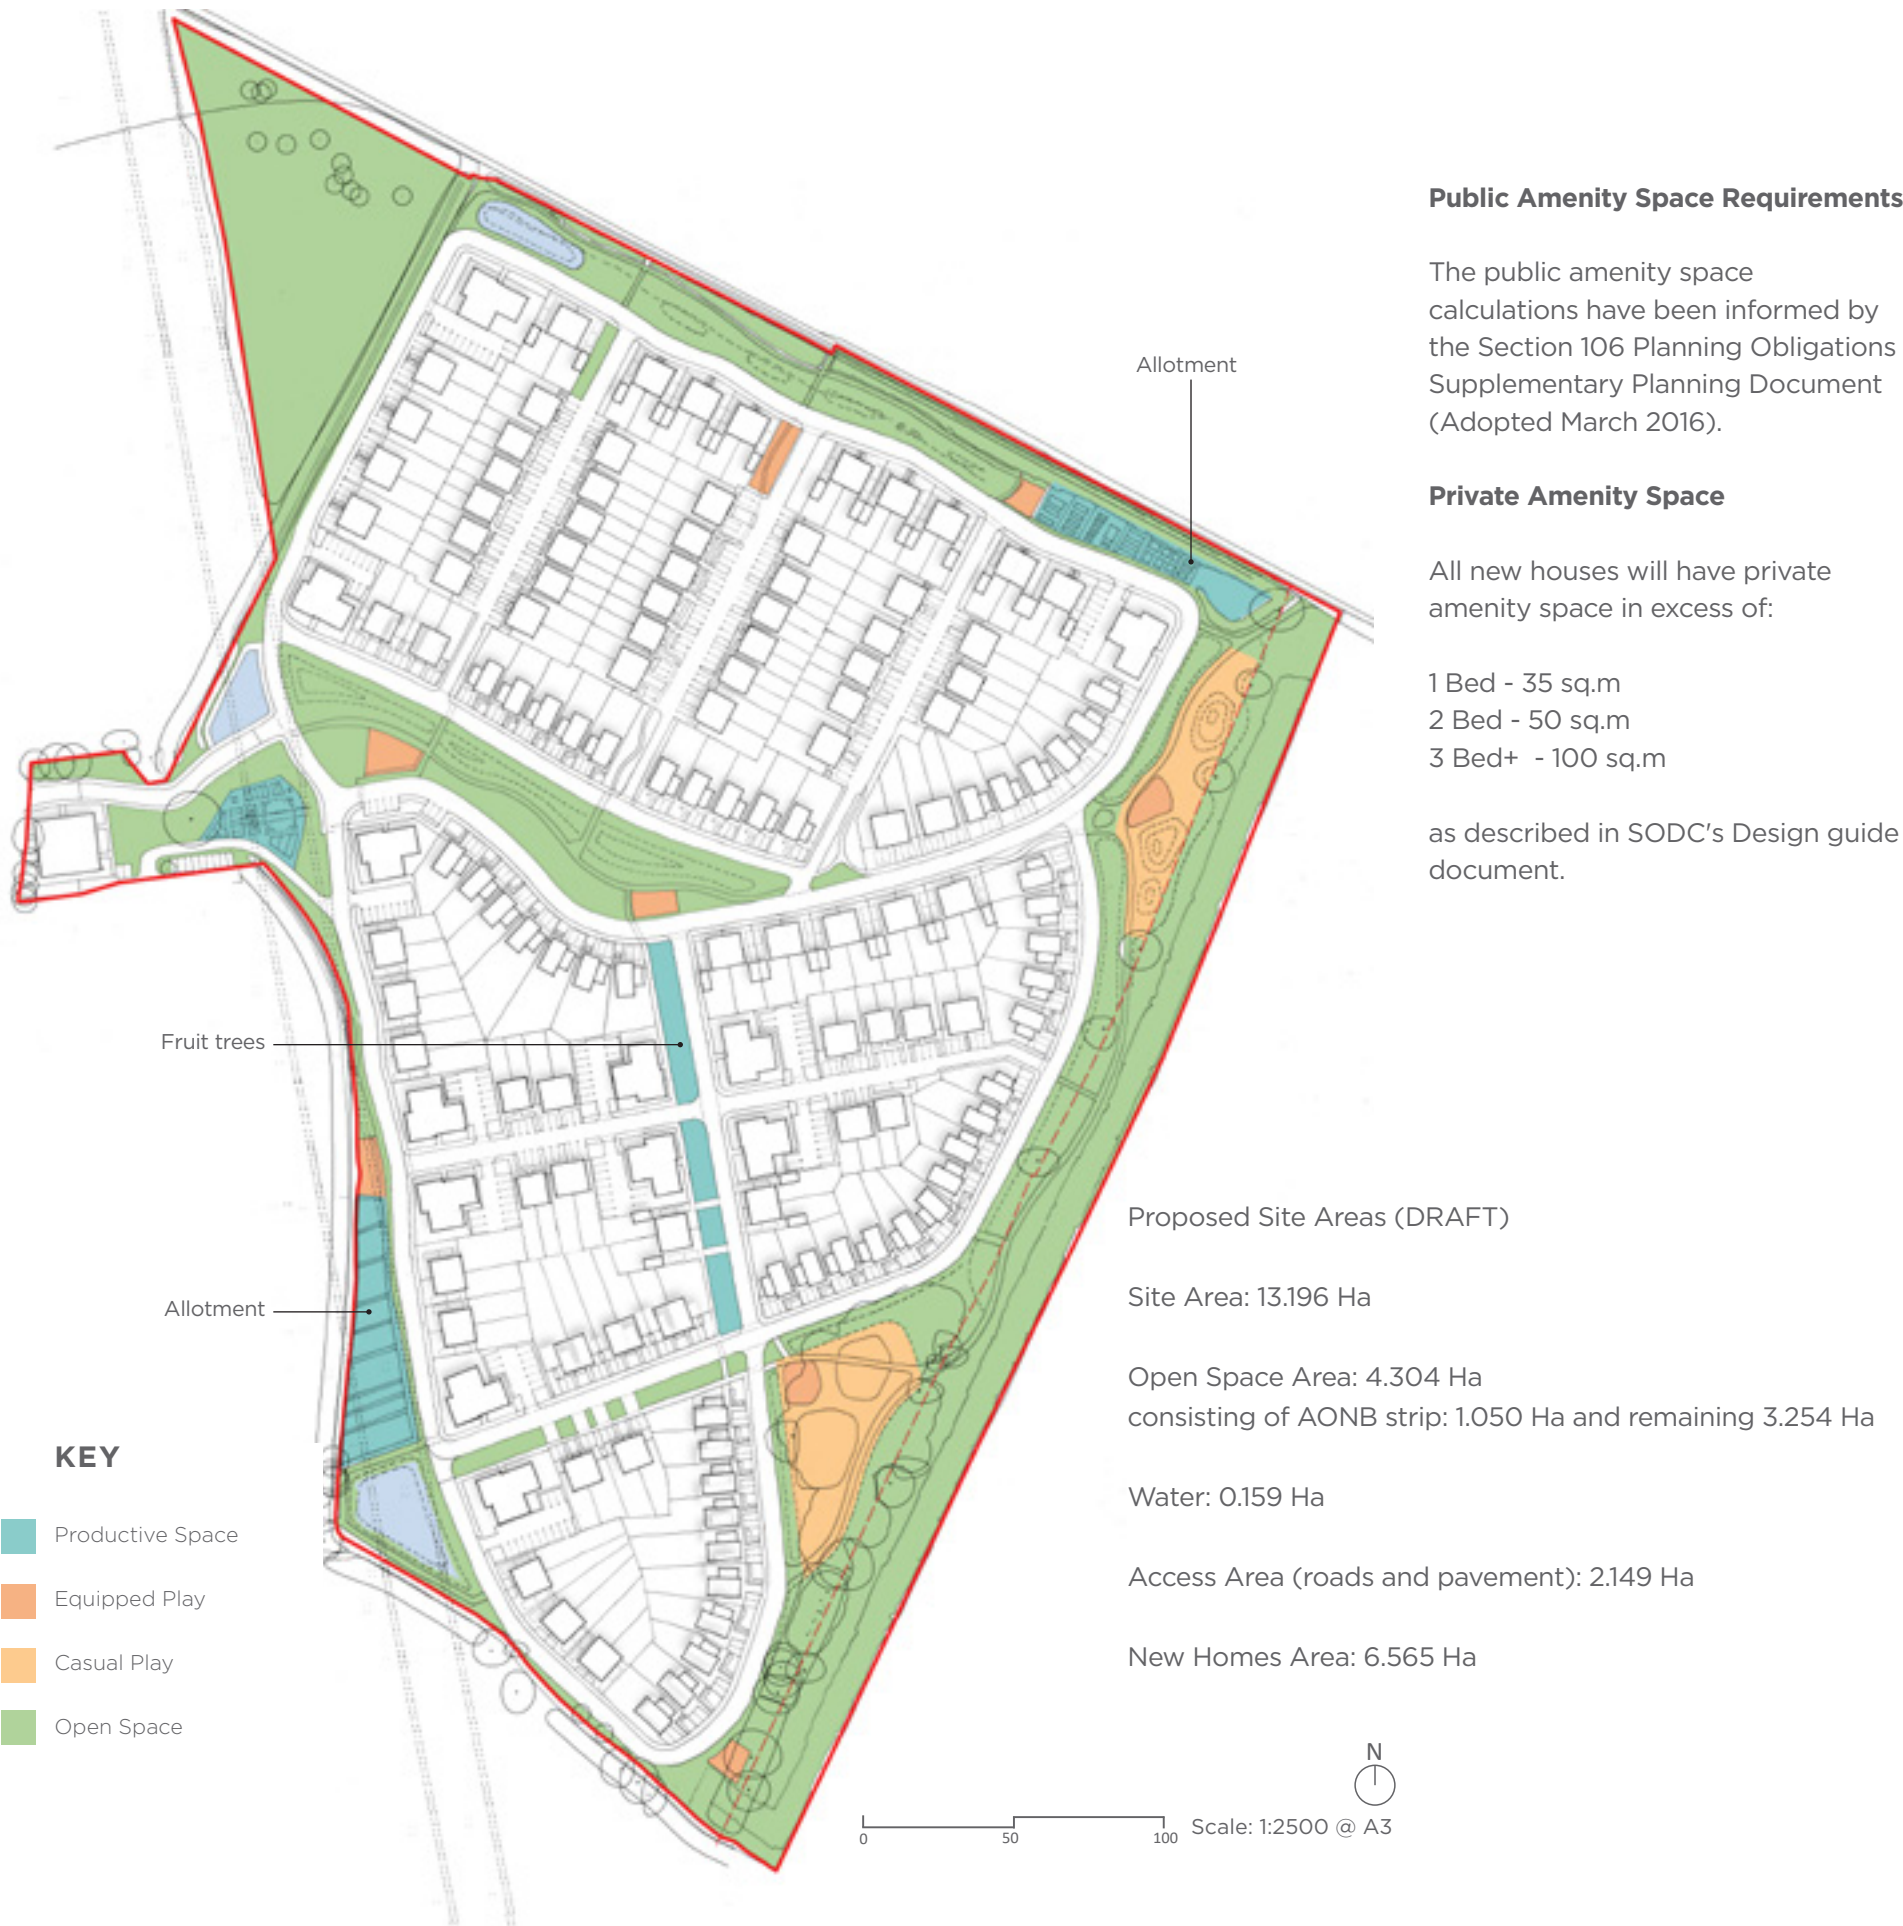 Public Amenity Space Requirements
The public amenity space
calculations have been informed by
the Section 106 Planning Obligations
Supplementary Planning Document
(Adopted March 2016).
Private Amenity Space
All new houses will have private
amenity space in excess of:
1 Bed - 35 sq.m
2 Bed - 50 sq.m
3 Bed+ - 100 sq.m
as described in SODC's Design guide
document.
Allotment
Fruit trees
Allotment
Proposed Site Areas (DRAFT)
Site Area: 13.196 Ha
Open Space Area: 4.304 Ha
consisting of AONB strip: 1.050 Ha and remaining 3.254 Ha
Water: 0.159 Ha
Access Area (roads and pavement): 2.149 Ha
New Homes Area: 6.565 Ha
KEY
Productive Space
Equipped Play
Casual Play
Open Space
N
0 50 100
Scale: 1:2500 @ A3